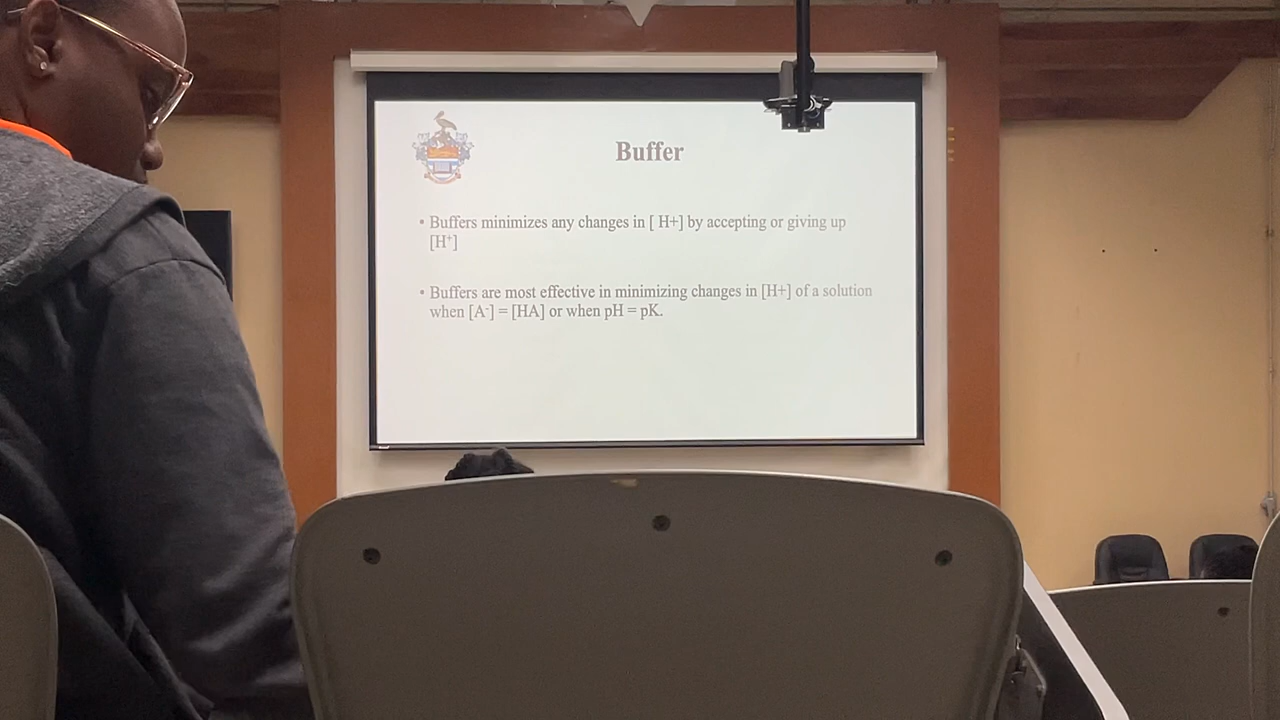 Buffer
• Buffers minimizes any changes in [ H+] by accepting or giving up
[H⁺]
• Buffers are most effective in minimizing changes in [H+] of a solution
when [A⁻] = [HA] or when pH = pK.